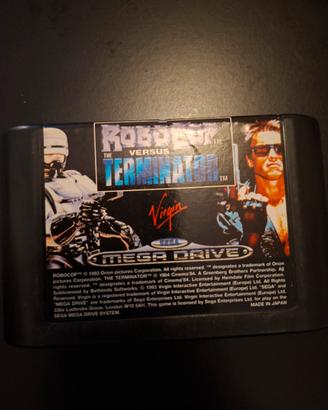 ROBOCOP™
VERSUS
THE
TERMINATOR™
Virgin
SEGA
MEGA DRIVE
ROBOCOP™ © 1993 Orion pictures Corporation. All rights reserved. ™ designates a trademark of Orion
pictures Corporation. THE TERMINATOR™ © 1984 Cinema'84. A Greenberg Brothers Partnership. All
rights reserved. ™ designates a trademark of Cinema'84. Licensed by Hemdale Film Corporation.
Sublicensed by Bethesda Softworks. © 1993 Virgin Interactive Entertainment (Europe) Ltd. All Rights
Reserved. Virgin is a registered trademark of Virgin Interactive Entertainment (Europe) Ltd. "SEGA" and
"MEGA DRIVE" are trademarks of Sega Enterprises Ltd. Virgin Interactive Entertainment (Europe) Ltd.
338a Ladbroke Grove, London W10 5AH. This game is licensed by Sega Enterprises Ltd. for play on the
SEGA MEGA DRIVE SYSTEM.
MADE IN JAPAN